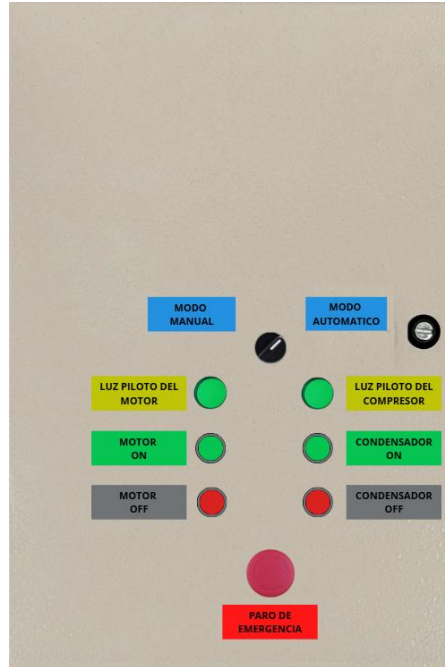 MODO
MANUAL
MODO
AUTOMATICO
LUZ PILOTO DEL
MOTOR
LUZ PILOTO DEL
COMPRESOR
MOTOR
ON
CONDENSADOR
ON
MOTOR
OFF
CONDENSADOR
OFF
PARO DE
EMERGENCIA